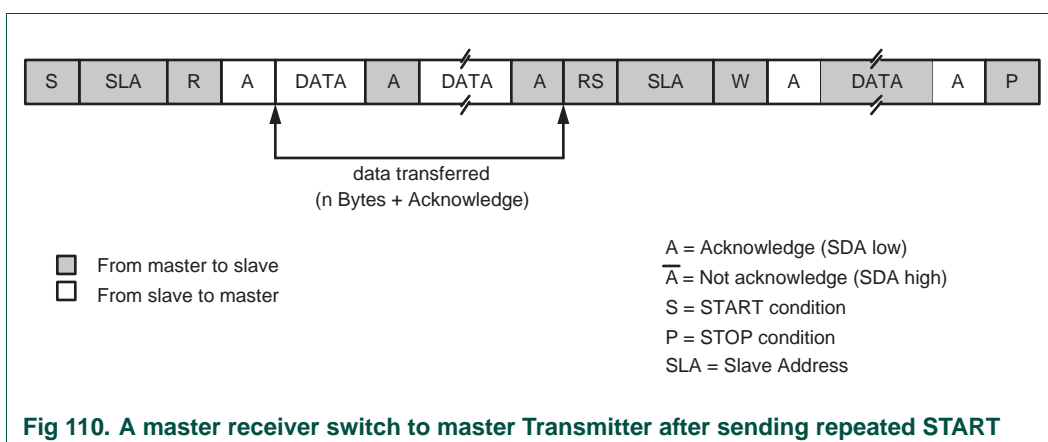 S SLA R A DATA A DATA A RS SLA W A DATA A P
data transferred
(n Bytes + Acknowledge)
From master to slave
From slave to master
A = Acknowledge (SDA low)
A̅ = Not acknowledge (SDA high)
S = START condition
P = STOP condition
SLA = Slave Address
Fig 110. A master receiver switch to master Transmitter after sending repeated START